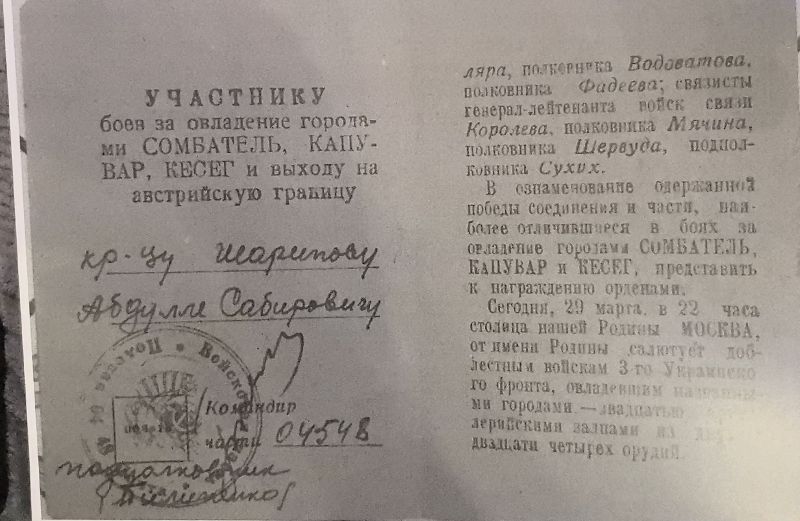 УЧАСТНИКУ
боев за овладение города-
ми СОМБАТЕЛЬ, КАПУ-
ВАР, КЕСЕГ и выходу на
австрийскую границу
кр-цу Шарипову
Абдулле Сабировичу
Командир
части 04548
подполковник
ляра, полковника Водоватова,
полковника Фадеева; связисты
генерал-лейтенанта войск связи
Королева, полковника Мячина,
полковника Шервуда, подпол-
ковника Сухих.
В ознаменование одержанной
победы соединения и части, наи-
более отличившиеся в боях за
овладение городами СОМБАТЕЛЬ,
КАПУВАР и КЕСЕГ, представить
к награждению орденами.
Сегодня, 29 марта, в 22 часа
столица нашей Родины МОСКВА,
от имени Родины салютует доб-
лестным войскам 3-го Украинско-
го фронта, овладевшим названны-
ми городами,—двадцатью
лерийскими залпами из
двадцати четырех орудий.